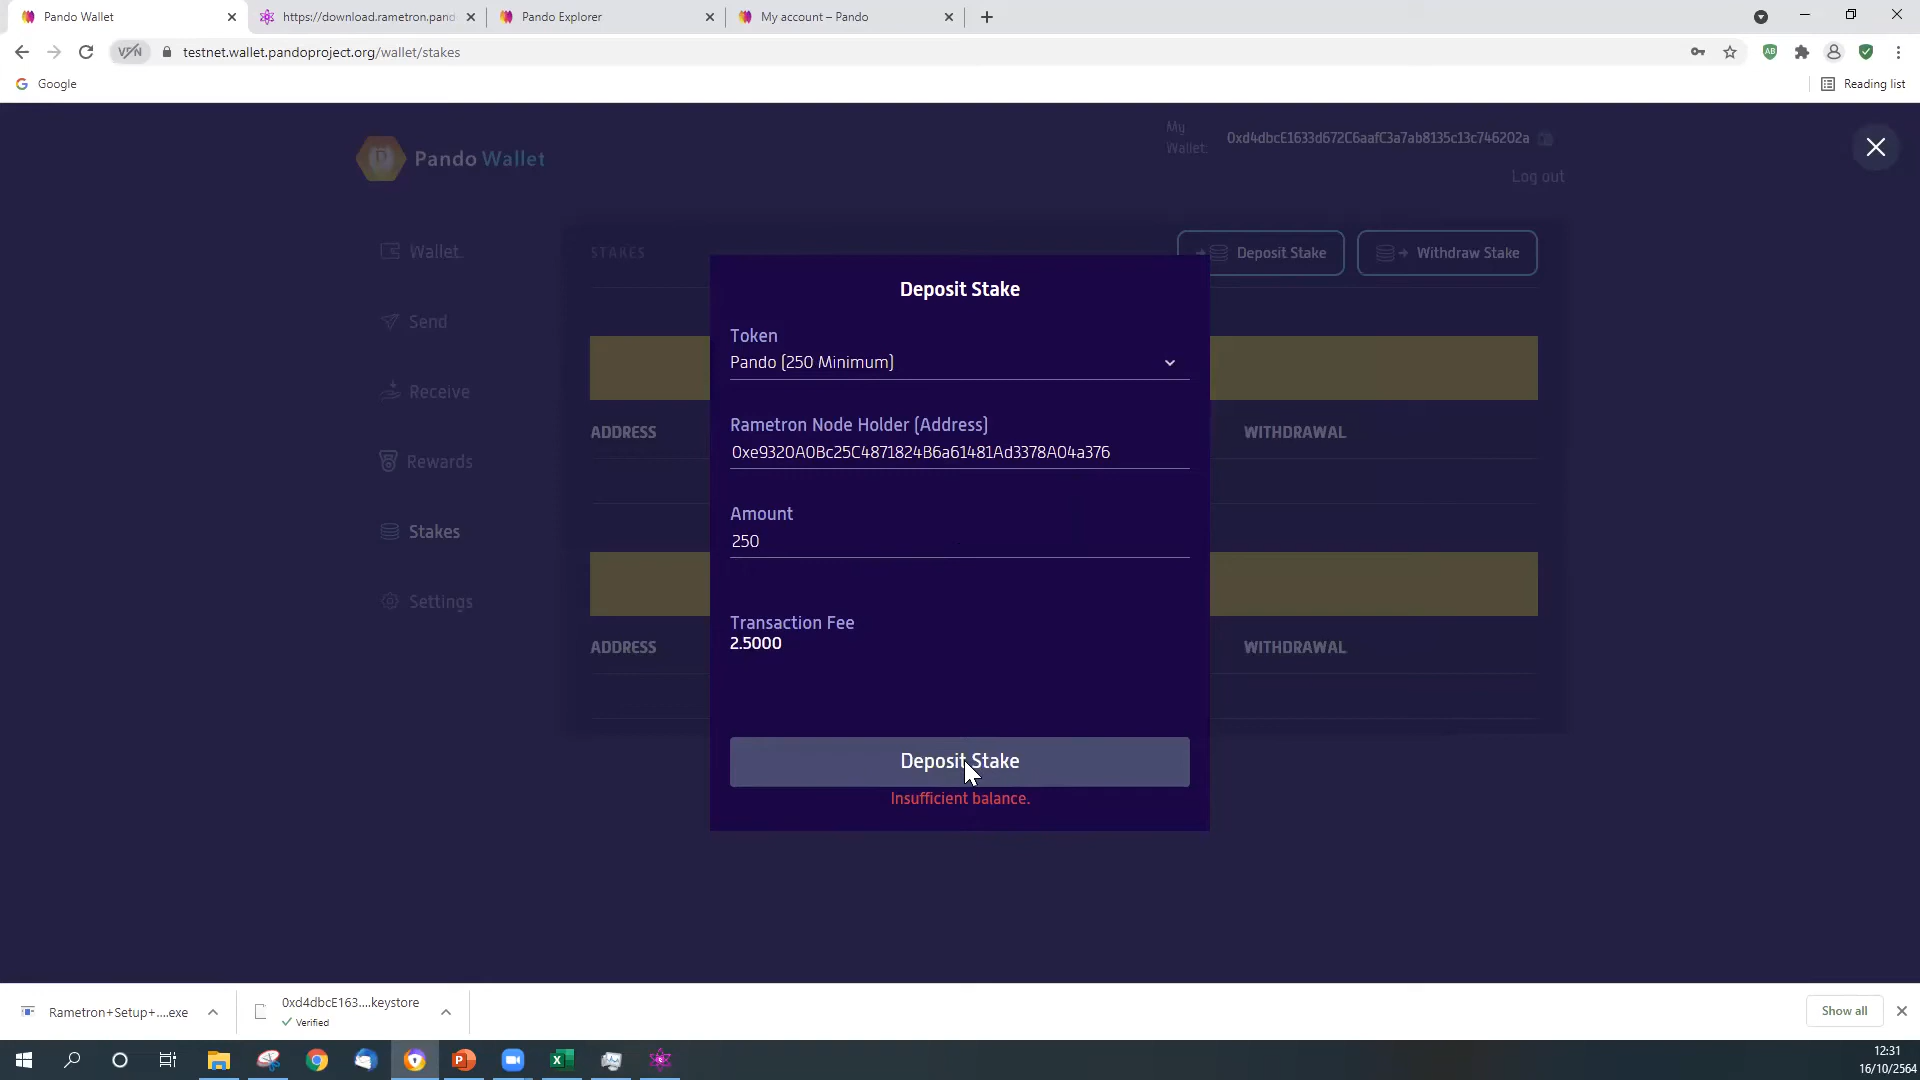 Pando Wallet
https://download.rametron.pand
Pando Explorer
My account – Pando
VPN
testnet.wallet.pandoproject.org/wallet/stakes
Google
Reading list
Pando Wallet
My
Wallet:
0xd4dbcE1633d672C6aafC3a7ab8135c13c746202a
Log out
Wallet
Send
Receive
Rewards
Stakes
Settings
STAKES
Deposit Stake
Withdraw Stake
ADDRESS
WITHDRAWAL
ADDRESS
WITHDRAWAL
Deposit Stake
Token
Pando (250 Minimum)
Rametron Node Holder (Address)
0xe9320A0Bc25C4871824B6a61481Ad3378A04a376
Amount
250
Transaction Fee
2.5000
Deposit Stake
Insufficient balance.
Rametron+Setup+....exe
0xd4dbcE163....keystore
Verified
Show all
12:31
16/10/2564